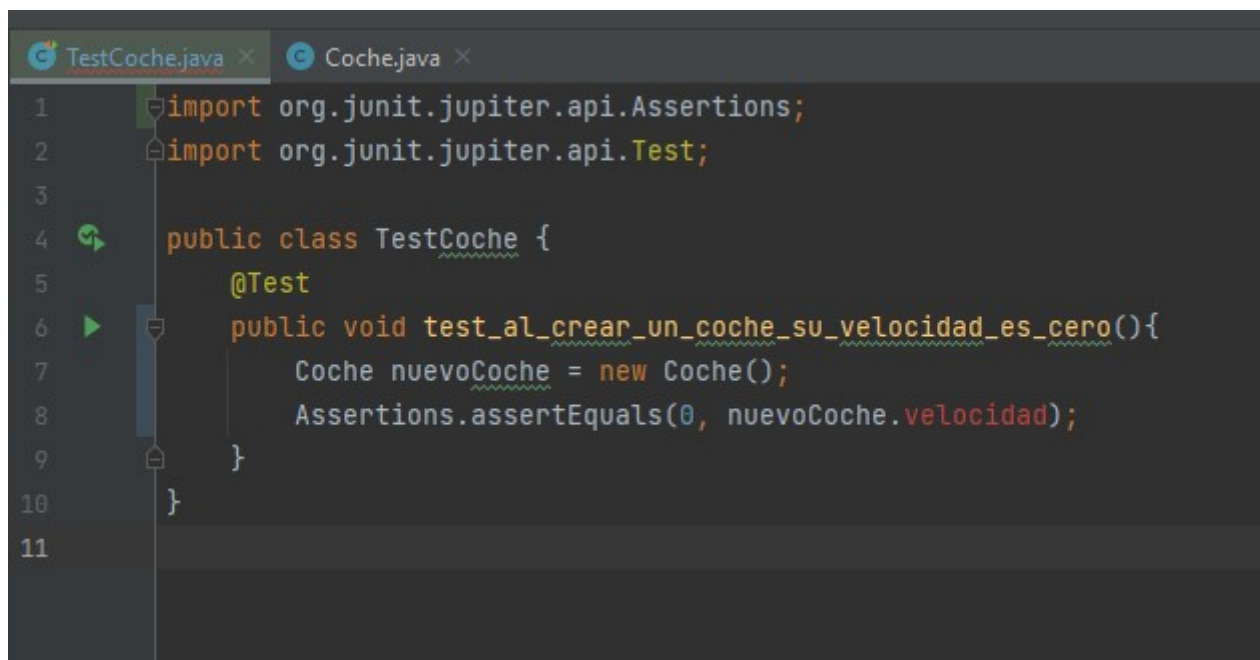 TestCoche.java Coche.java
1 import org.junit.jupiter.api.Assertions;
2 import org.junit.jupiter.api.Test;
3
4 public class TestCoche {
5 @Test
6 public void test_al_crear_un_coche_su_velocidad_es_cero(){
7 Coche nuevoCoche = new Coche();
8 Assertions.assertEquals(0, nuevoCoche.velocidad);
9 }
10 }
11